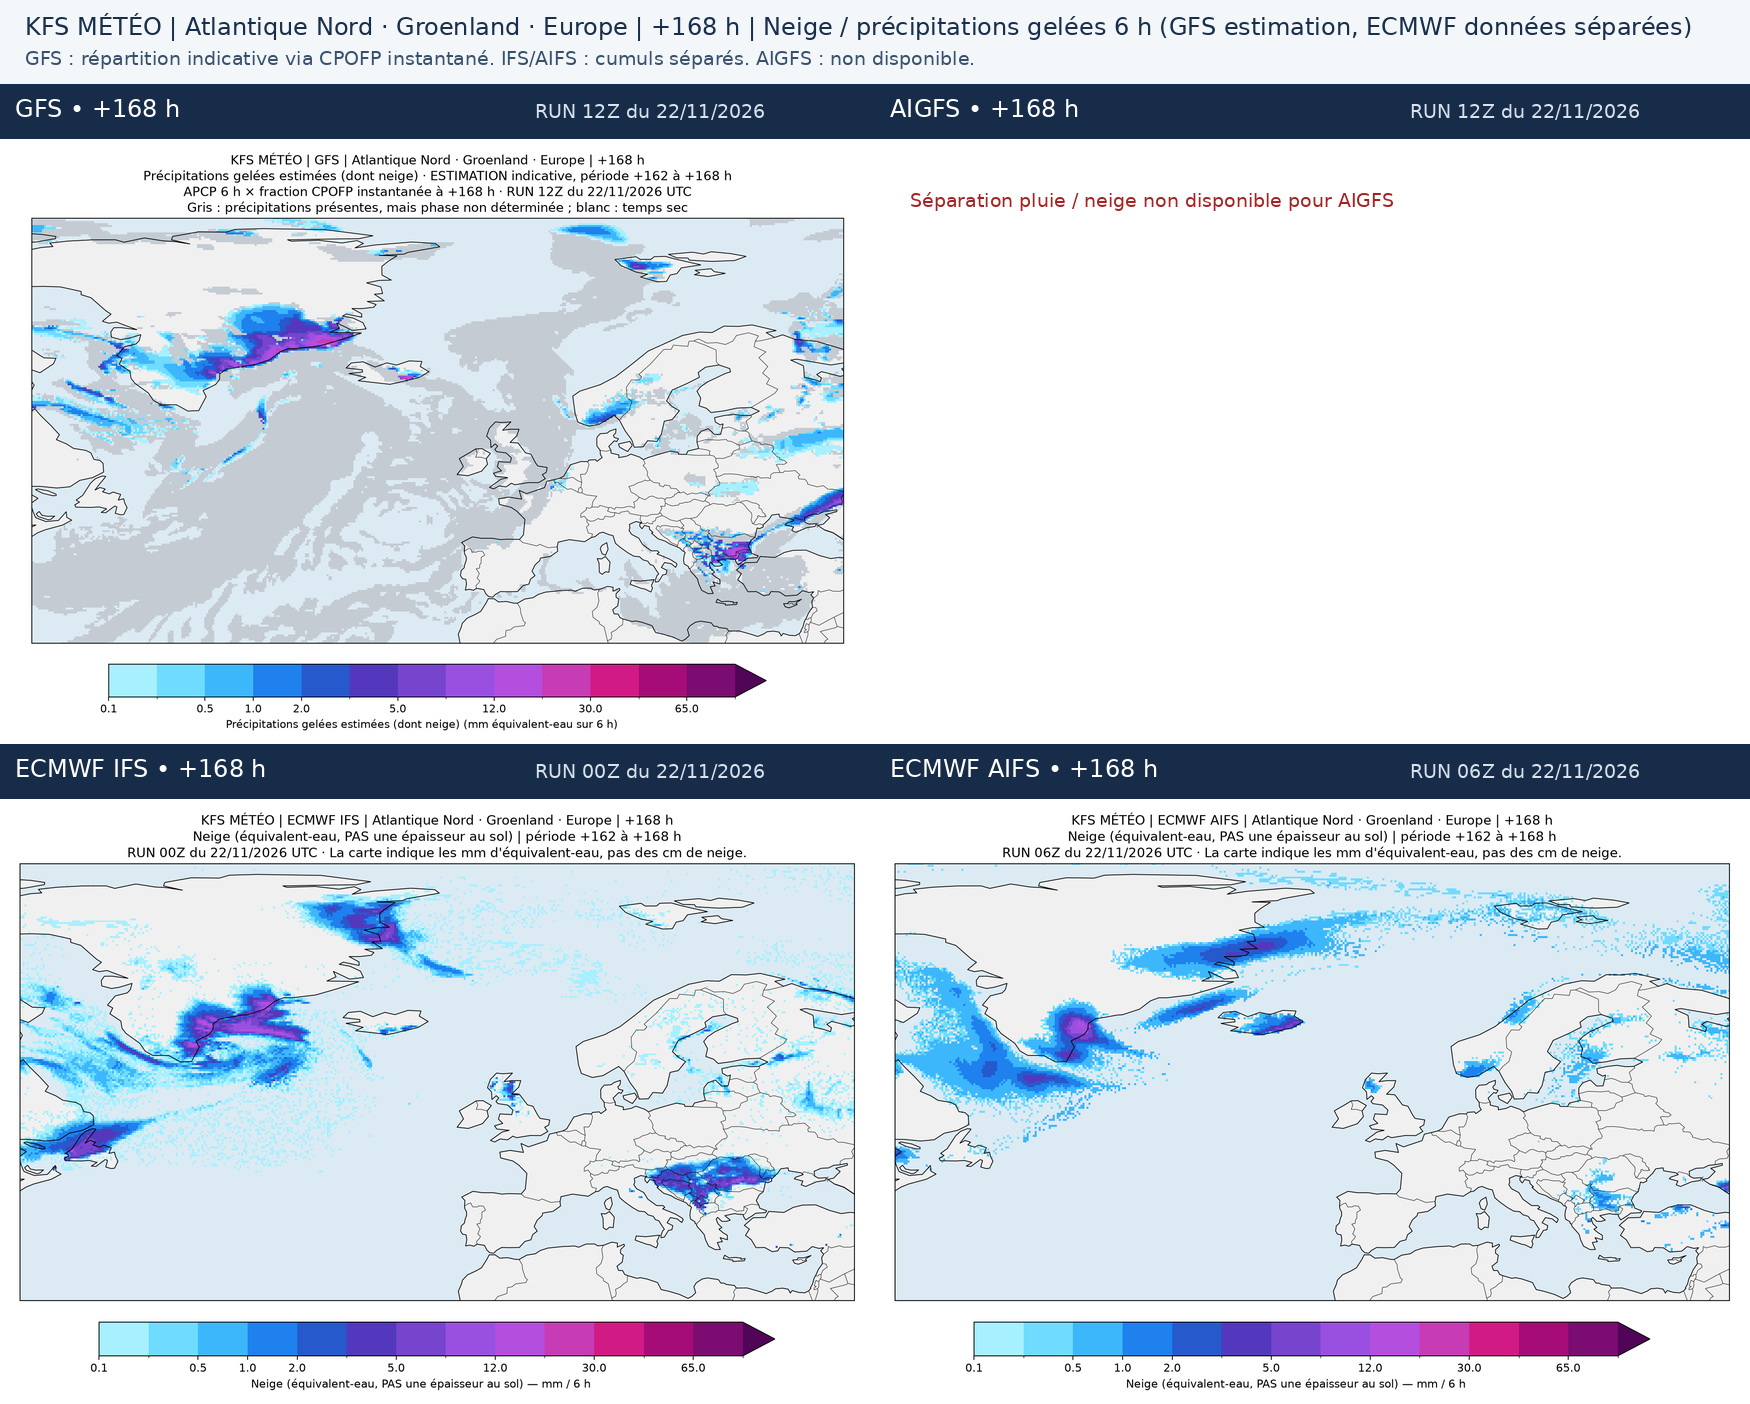 KFS MÉTÉO | Atlantique Nord · Groenland · Europe | +168 h | Neige / précipitations gelées 6 h (GFS estimation, ECMWF données séparées)
GFS : répartition indicative via CPOFP instantané. IFS/AIFS : cumuls séparés. AIGFS : non disponible.
GFS • +168 h RUN 12Z du 22/11/2026
AIGFS • +168 h RUN 12Z du 22/11/2026
KFS MÉTÉO | GFS | Atlantique Nord · Groenland · Europe | +168 h
Précipitations gelées estimées (dont neige) · ESTIMATION indicative, période +162 à +168 h
APCP 6 h × fraction CPOFP instantanée à +168 h · RUN 12Z du 22/11/2026 UTC
Gris : précipitations présentes, mais phase non déterminée ; blanc : temps sec
0.1 0.5 1.0 2.0 5.0 12.0 30.0 65.0
Précipitations gelées estimées (dont neige) (mm équivalent-eau sur 6 h)
Séparation pluie / neige non disponible pour AIGFS
ECMWF IFS • +168 h RUN 00Z du 22/11/2026
KFS MÉTÉO | ECMWF IFS | Atlantique Nord · Groenland · Europe | +168 h
Neige (équivalent-eau, PAS une épaisseur au sol) | période +162 à +168 h
RUN 00Z du 22/11/2026 UTC · La carte indique les mm d'équivalent-eau, pas des cm de neige.
0.1 0.5 1.0 2.0 5.0 12.0 30.0 65.0
Neige (équivalent-eau, PAS une épaisseur au sol) — mm / 6 h
ECMWF AIFS • +168 h RUN 06Z du 22/11/2026
KFS MÉTÉO | ECMWF AIFS | Atlantique Nord · Groenland · Europe | +168 h
Neige (équivalent-eau, PAS une épaisseur au sol) | période +162 à +168 h
RUN 06Z du 22/11/2026 UTC · La carte indique les mm d'équivalent-eau, pas des cm de neige.
0.1 0.5 1.0 2.0 5.0 12.0 30.0 65.0
Neige (équivalent-eau, PAS une épaisseur au sol) — mm / 6 h